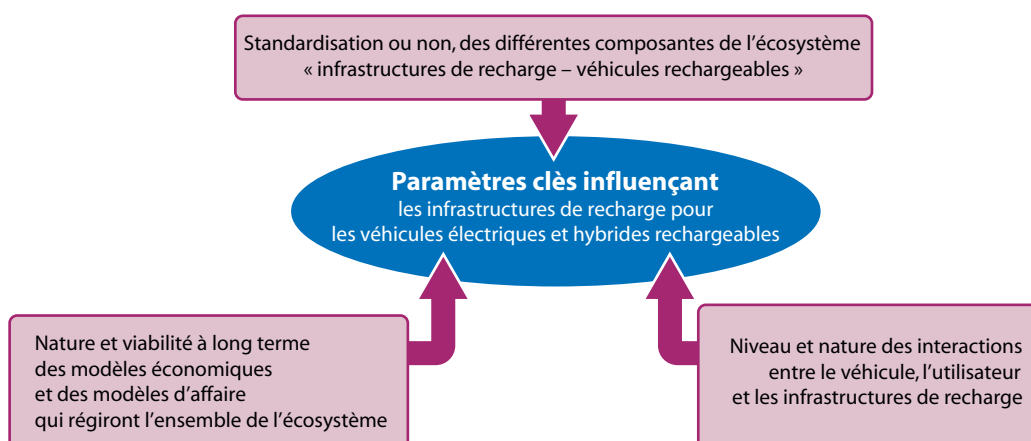 Standardisation ou non, des différentes composantes de l’écosystème
« infrastructures de recharge – véhicules rechargeables »
Paramètres clès influençant
les infrastructures de recharge pour
les véhicules électriques et hybrides rechargeables
Nature et viabilité à long terme
des modèles économiques
et des modèles d’affaire
qui régiront l’ensemble de l’écosystème
Niveau et nature des interactions
entre le véhicule, l’utilisateur
et les infrastructures de recharge